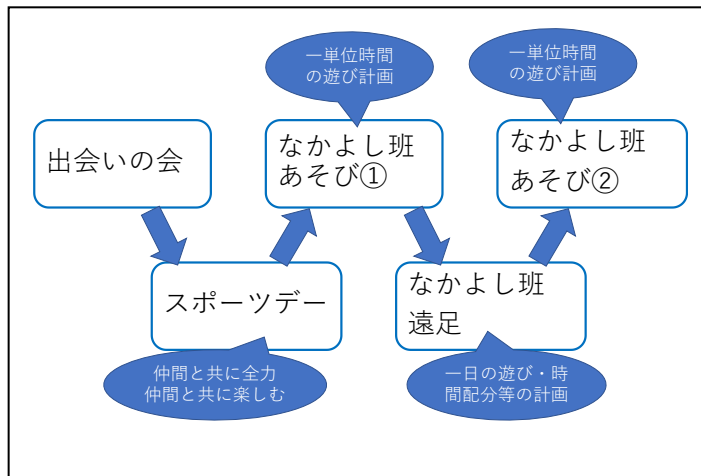 一単位時間
の遊び計画
一単位時間
の遊び計画
出会いの会
なかよし班
あそび①
なかよし班
あそび②
スポーツデー
なかよし班
遠足
仲間と共に全力
仲間と共に楽しむ
一日の遊び・時
間配分等の計画